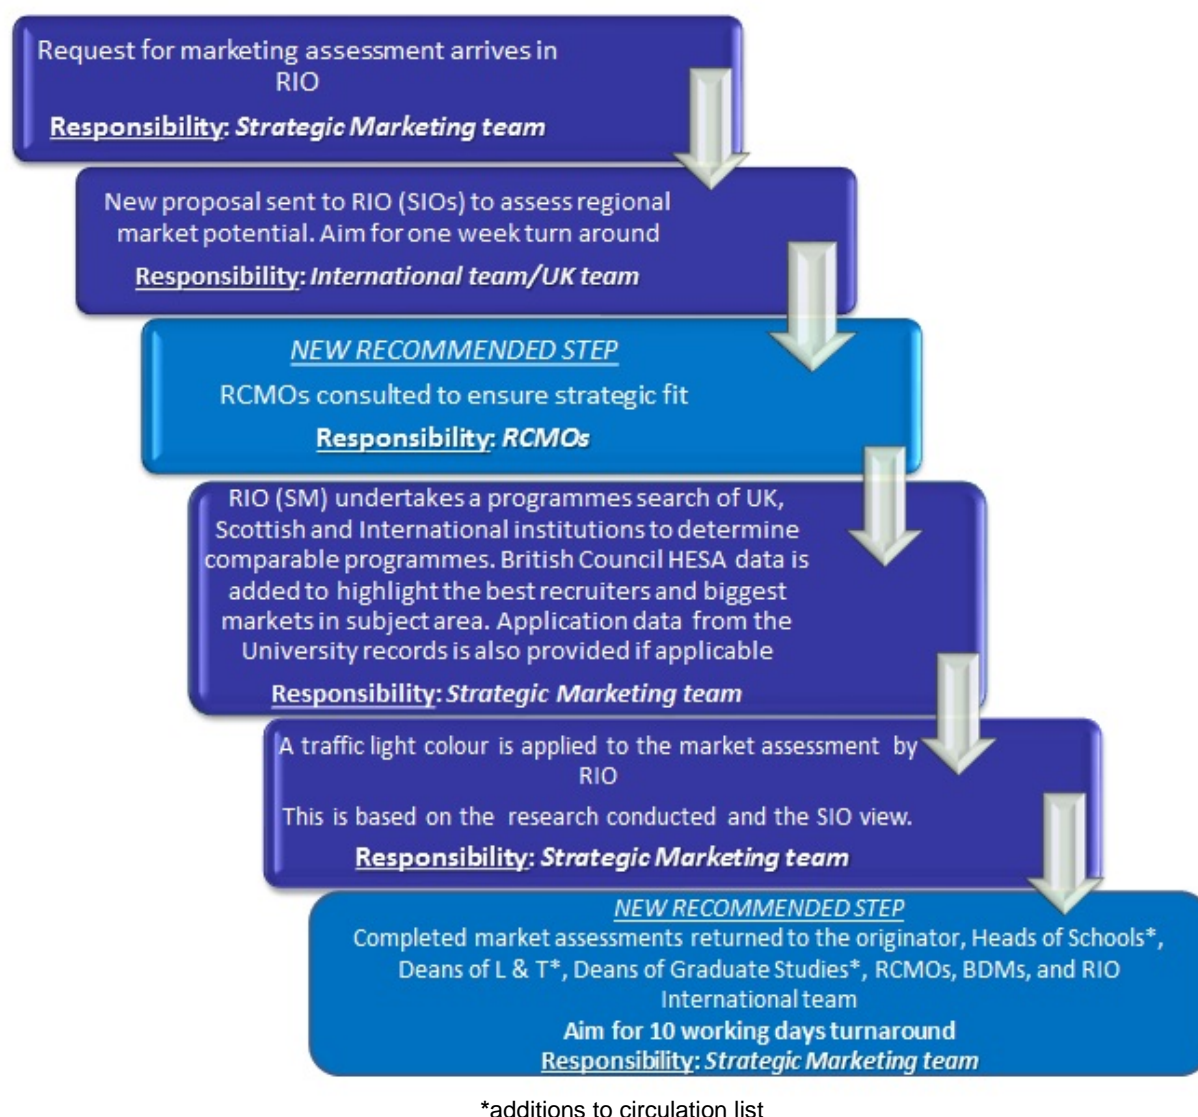 Request for marketing assessment arrives in
RIO
Responsibility: Strategic Marketing team
New proposal sent to RIO (SIOs) to assess regional
market potential. Aim for one week turn around
Responsibility: International team/UK team
NEW RECOMMENDED STEP
RCMOs consulted to ensure strategic fit
Responsibility: RCMOs
RIO (SM) undertakes a programmes search of UK,
Scottish and International institutions to determine
comparable programmes. British Council HESA data is
added to highlight the best recruiters and biggest
markets in subject area. Application data from the
University records is also provided if applicable
Responsibility: Strategic Marketing team
A traffic light colour is applied to the market assessment by
RIO
This is based on the research conducted and the SIO view.
Responsibility: Strategic Marketing team
NEW RECOMMENDED STEP
Completed market assessments returned to the originator, Heads of Schools*,
Deans of L & T*, Deans of Graduate Studies*, RCMOs, BDMs, and RIO
International team
Aim for 10 working days turnaround
Responsibility: Strategic Marketing team
*additions to circulation list